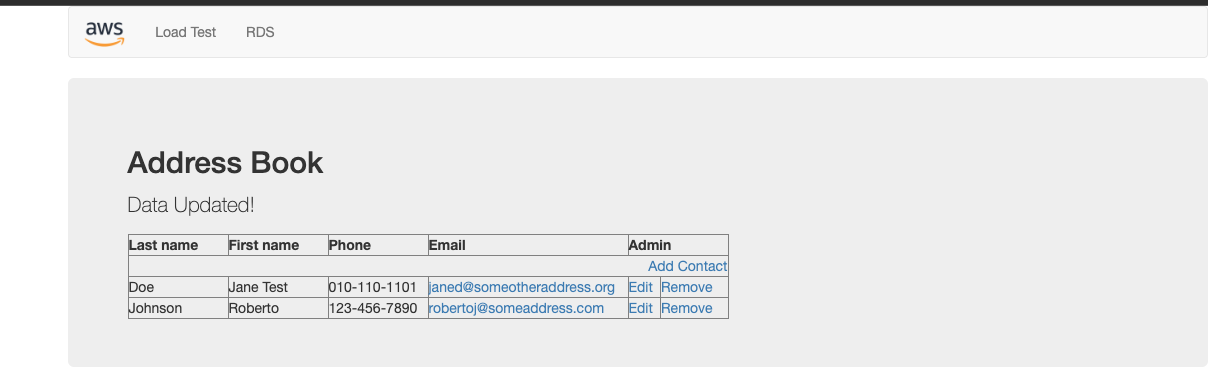 aws Load Test RDS
Address Book
Data Updated!
Last name First name Phone Email Admin
Add Contact
Doe Jane Test 010-110-1101 janed@someotheraddress.org Edit Remove
Johnson Roberto 123-456-7890 robertoj@someaddress.com Edit Remove